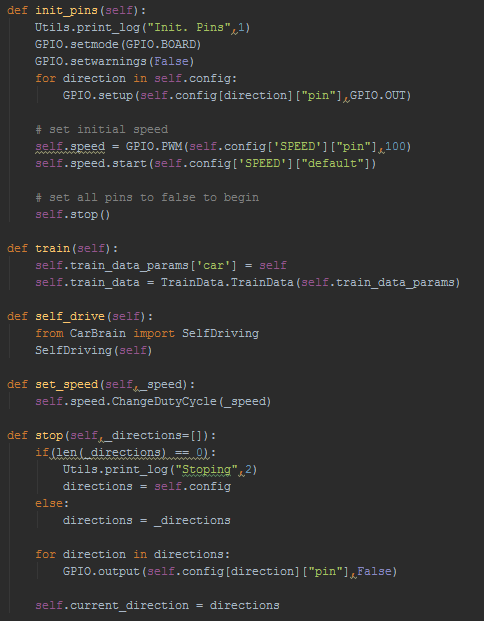 def init_pins(self):
    Utils.print_log("Init. Pins",1)
    GPIO.setmode(GPIO.BOARD)
    GPIO.setwarnings(False)
    for direction in self.config:
        GPIO.setup(self.config[direction]["pin"],GPIO.OUT)

    # set initial speed
    self.speed = GPIO.PWM(self.config['SPEED']["pin"],100)
    self.speed.start(self.config['SPEED']["default"])

    # set all pins to false to begin
    self.stop()

def train(self):
    self.train_data_params['car'] = self
    self.train_data = TrainData.TrainData(self.train_data_params)

def self_drive(self):
    from CarBrain import SelfDriving
    SelfDriving(self)

def set_speed(self,_speed):
    self.speed.ChangeDutyCycle(_speed)

def stop(self,_directions=[]):
    if(len(_directions) == 0):
        Utils.print_log("Stoping",2)
        directions = self.config
    else:
        directions = _directions

    for direction in directions:
        GPIO.output(self.config[direction]["pin"],False)

    self.current_direction = directions